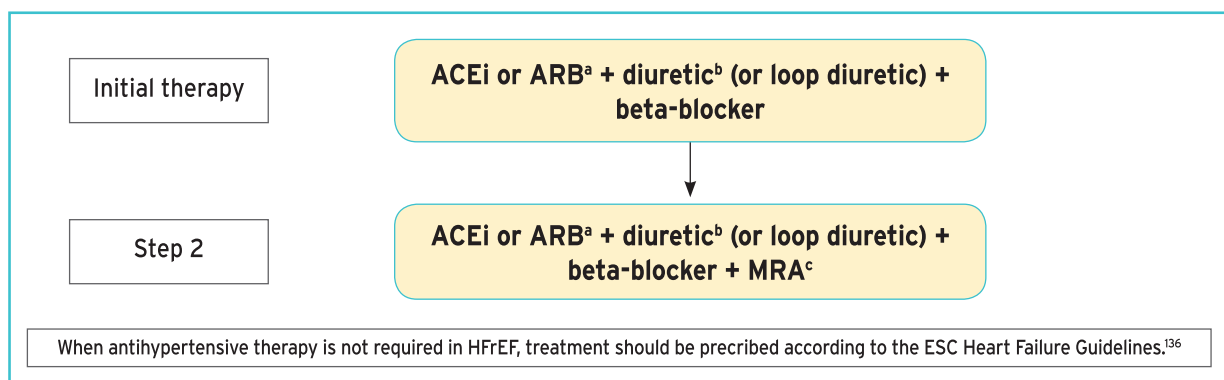 Initial therapy
ACEi or ARBᵃ + diureticᵇ (or loop diuretic) +
beta-blocker
Step 2
ACEi or ARBᵃ + diureticᵇ (or loop diuretic) +
beta-blocker + MRAᶜ
When antihypertensive therapy is not required in HFrEF, treatment should be precribed according to the ESC Heart Failure Guidelines.¹³⁶